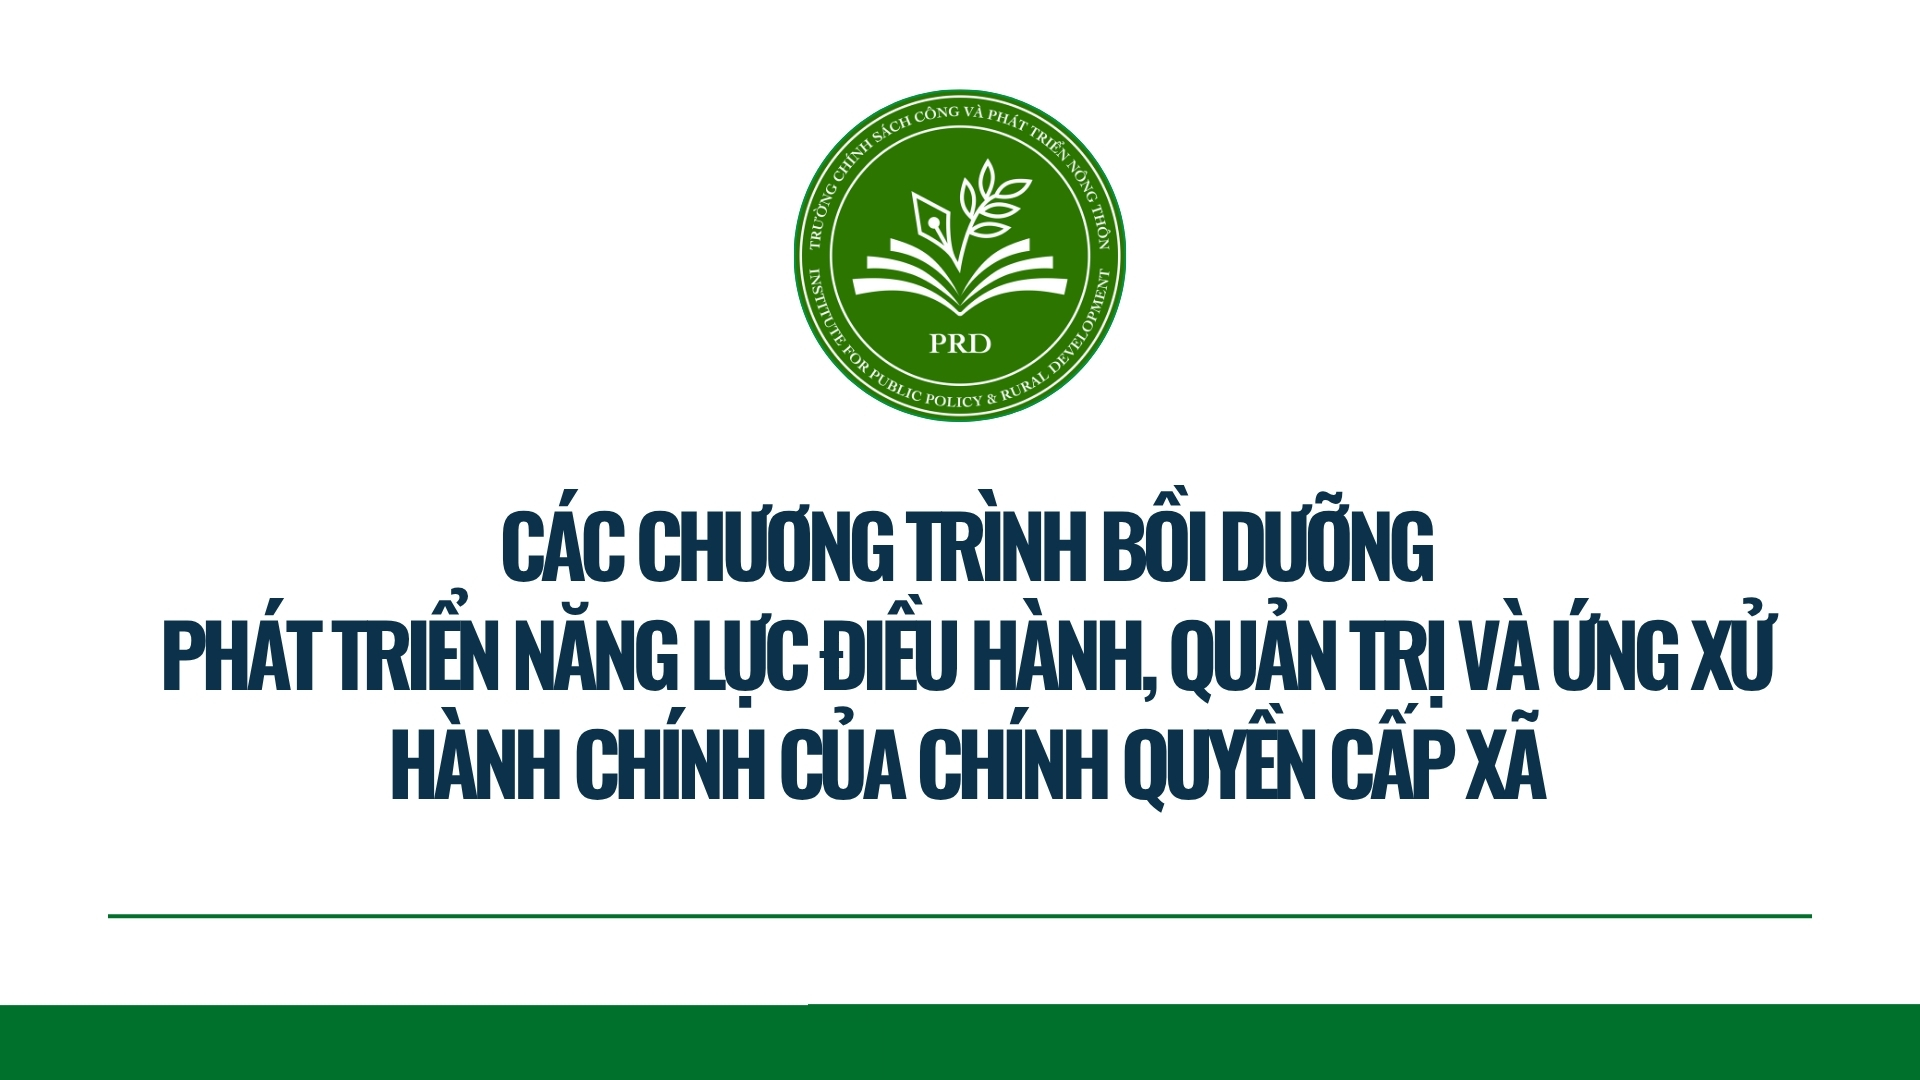 TRƯỜNG CHÍNH SÁCH CÔNG VÀ PHÁT TRIỂN NÔNG THÔN
PRD
INSTITUTE FOR PUBLIC POLICY & RURAL DEVELOPMENT
CÁC CHƯƠNG TRÌNH BỒI DƯỠNG
PHÁT TRIỂN NĂNG LỰC ĐIỀU HÀNH, QUẢN TRỊ VÀ ỨNG XỬ
HÀNH CHÍNH CỦA CHÍNH QUYỀN CẤP XÃ